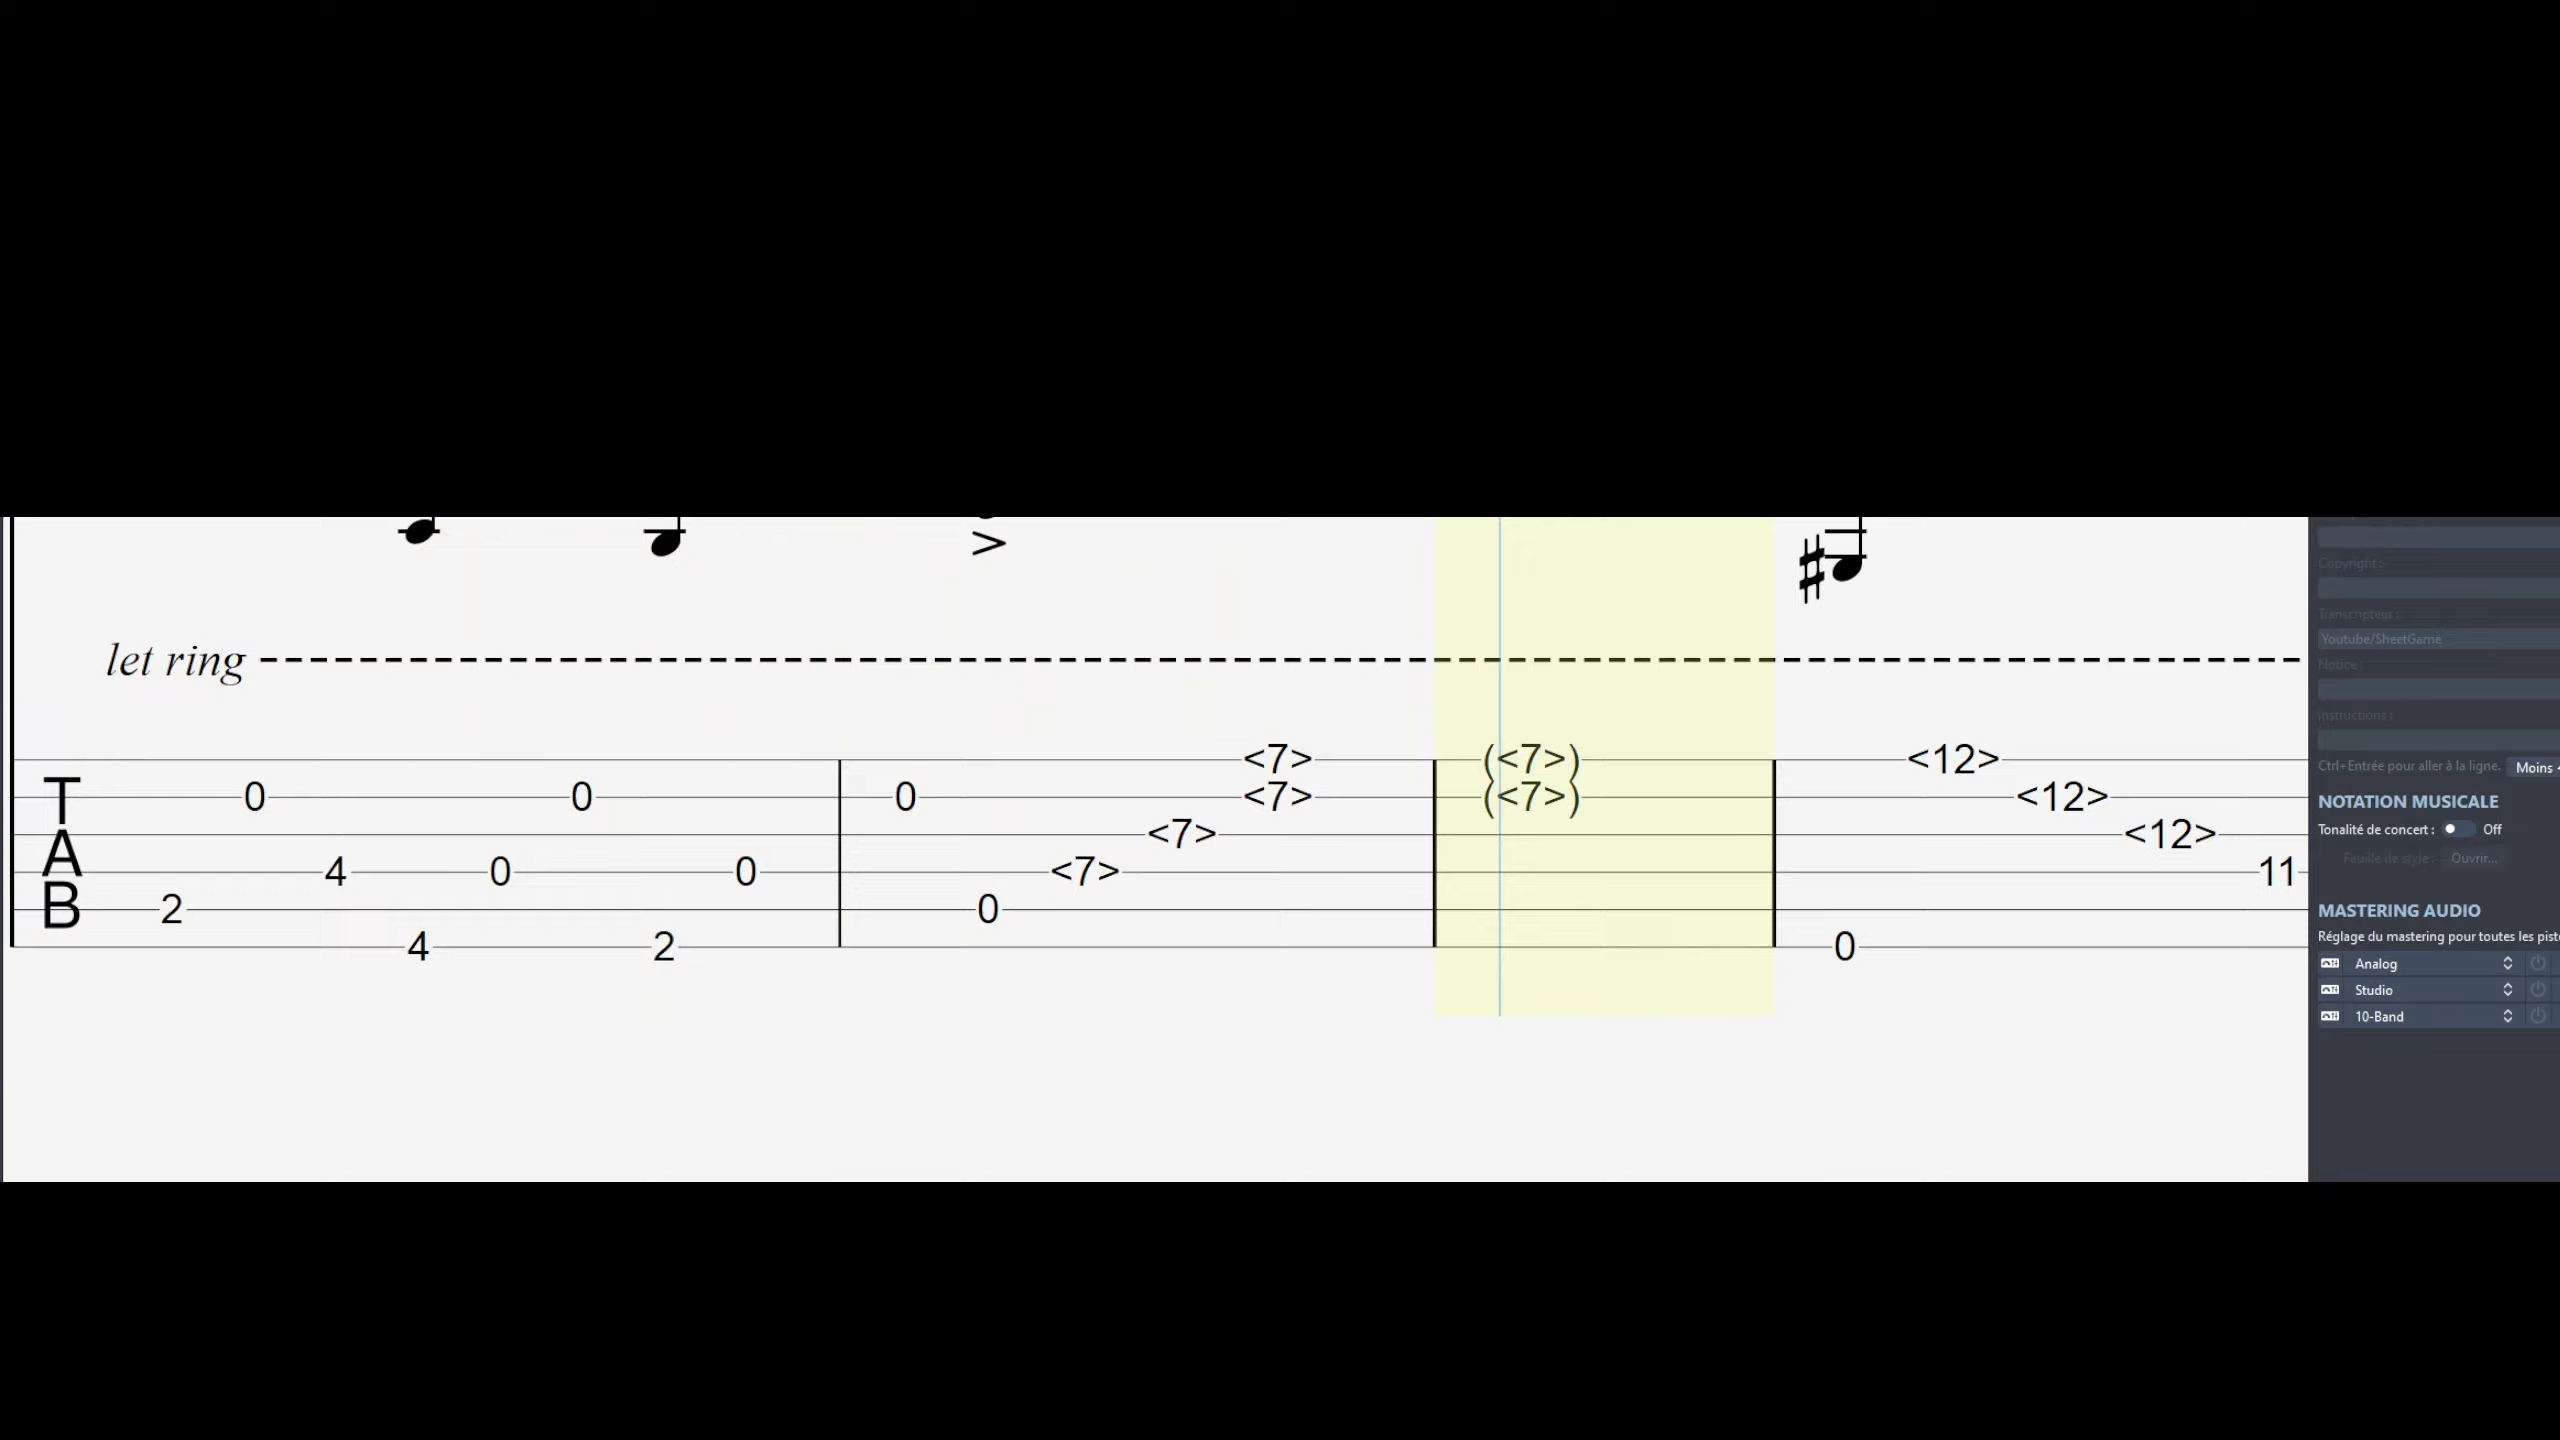 let ring
<7>
(<7>)
<12>
0
0
0
<7>
(<7>)
<12>
<7>
<12>
4
0
0
<7>
11
2
0
4
2
0
T
A
B
Copyright :
Transcripteur :
Youtube/SheetGame
Notice :
Instructions :
Ctrl+Entrée pour aller à la ligne.
Moins
NOTATION MUSICALE
Tonalité de concert : Off
Feuille de style : Ouvrir...
MASTERING AUDIO
Réglage du mastering pour toutes les
Analog
Studio
10-Band